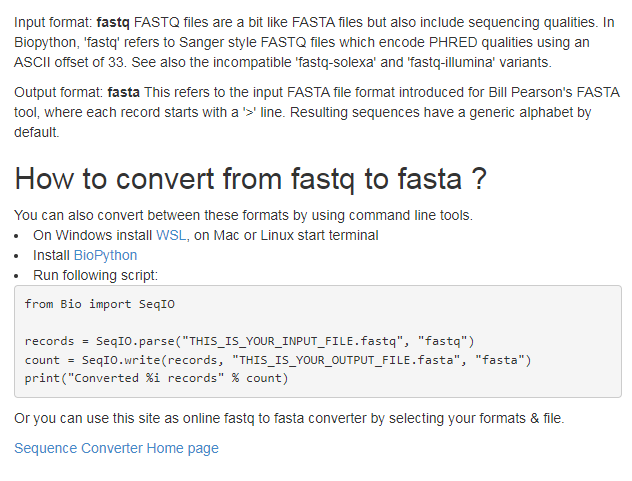 Input format: fastq FASTQ files are a bit like FASTA files but also include sequencing qualities. In
Biopython, 'fastq' refers to Sanger style FASTQ files which encode PHRED qualities using an
ASCII offset of 33. See also the incompatible 'fastq-solexa' and 'fastq-illumina' variants.
Output format: fasta This refers to the input FASTA file format introduced for Bill Pearson's FASTA
tool, where each record starts with a '>' line. Resulting sequences have a generic alphabet by
default.
How to convert from fastq to fasta ?
You can also convert between these formats by using command line tools.
• On Windows install WSL, on Mac or Linux start terminal
• Install BioPython
• Run following script:
from Bio import SeqIO
records = SeqIO.parse("THIS_IS_YOUR_INPUT_FILE.fastq", "fastq")
count = SeqIO.write(records, "THIS_IS_YOUR_OUTPUT_FILE.fasta", "fasta")
print("Converted %i records" % count)
Or you can use this site as online fastq to fasta converter by selecting your formats & file.
Sequence Converter Home page